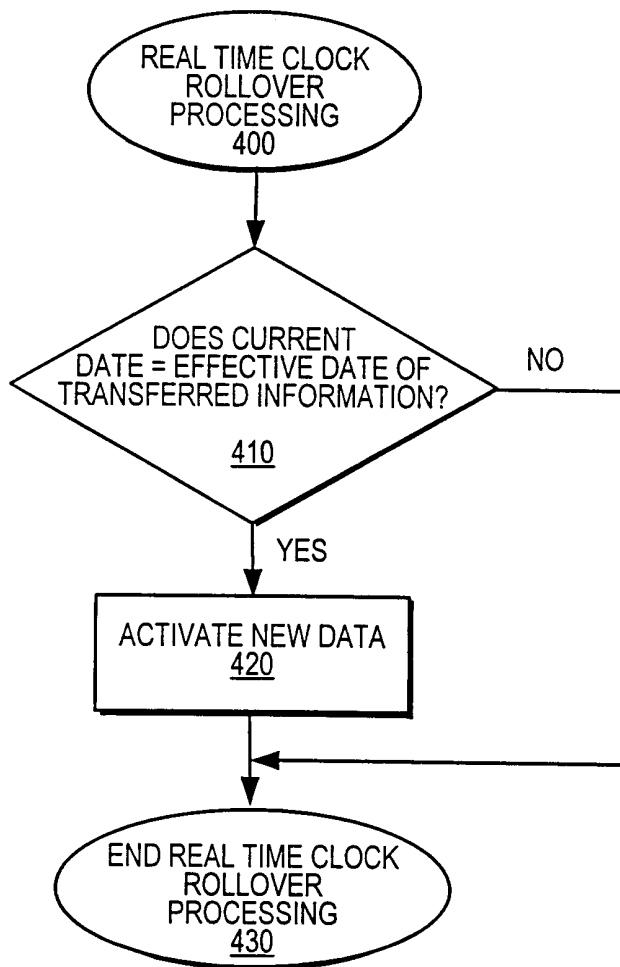 REAL TIME CLOCK
ROLLOVER
PROCESSING
400
DOES CURRENT
DATE = EFFECTIVE DATE OF
TRANSFERRED INFORMATION?
NO
410
YES
ACTIVATE NEW DATA
420
END REAL TIME CLOCK
ROLLOVER
PROCESSING
430